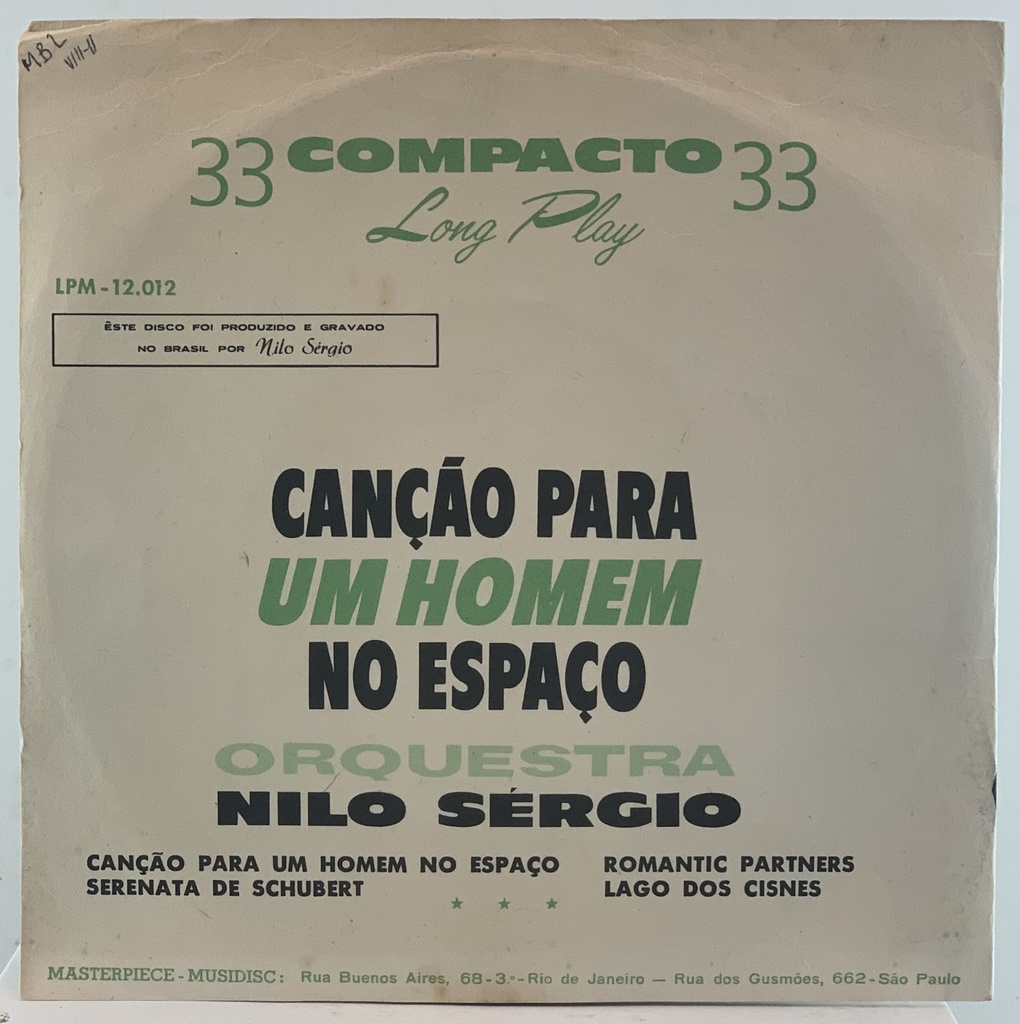 MBL
VIII-II
33 COMPACTO 33
Long Play
LPM - 12.012
ÊSTE DISCO FOI PRODUZIDO E GRAVADO
NO BRASIL POR Nilo Sérgio
CANÇÃO PARA
UM HOMEM
NO ESPAÇO
ORQUESTRA
NILO SÉRGIO
CANÇÃO PARA UM HOMEM NO ESPAÇO
SERENATA DE SCHUBERT
ROMANTIC PARTNERS
LAGO DOS CISNES
MASTERPIECE - MUSIDISC: Rua Buenos Aires, 68 - 3.º - Rio de Janeiro — Rua dos Gusmões, 662 - São Paulo